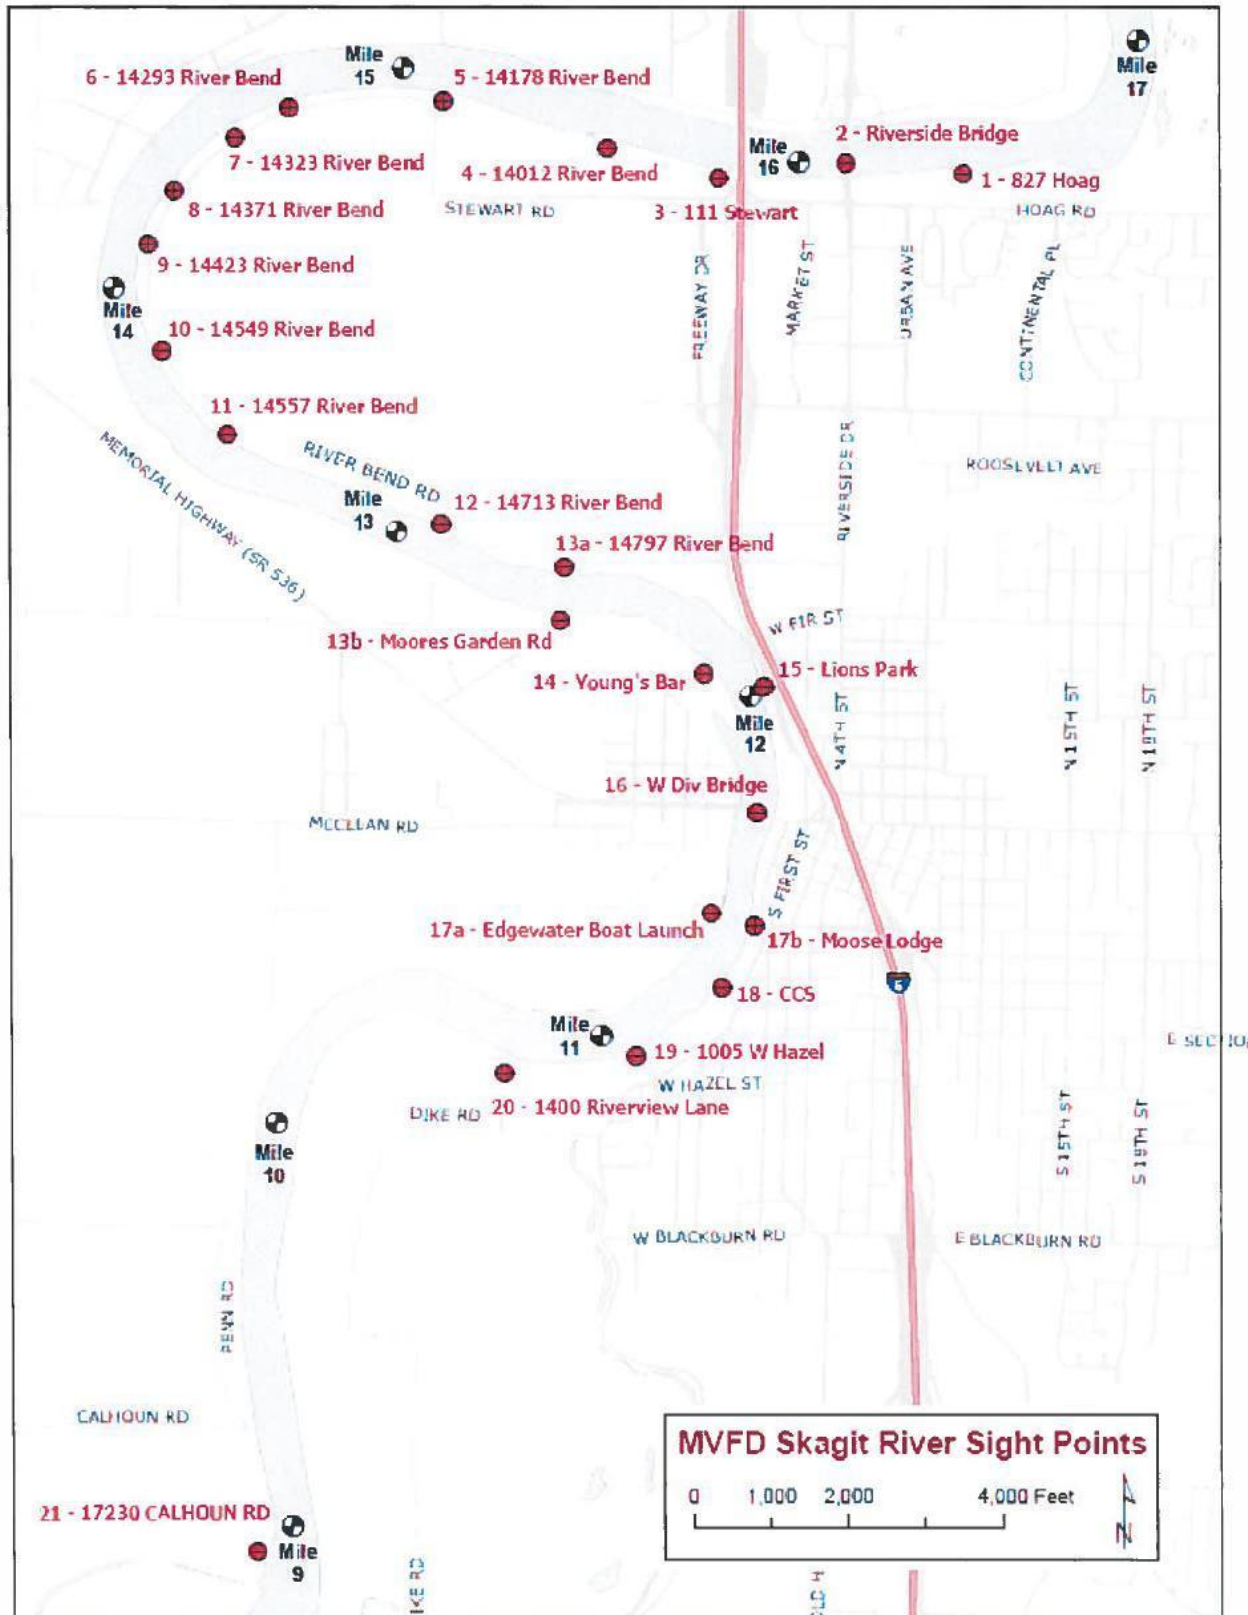 Mile
15
Mile
17
6 - 14293 River Bend
5 - 14178 River Bend
2 - Riverside Bridge
Mile
16
7 - 14323 River Bend
4 - 14012 River Bend
1 - 827 Hoag
8 - 14371 River Bend
STEWART RD
3 - 111 Stewart
HOAG RD
9 - 14423 River Bend
FREEWAY DR
MARKET ST
URBAN AVE
CONTINENTAL PL
Mile
14
10 - 14549 River Bend
11 - 14557 River Bend
MEMORIAL HIGHWAY (SR 536)
RIVER BEND RD
RIVERSIDE DR
ROOSEVELT AVE
Mile
13
12 - 14713 River Bend
13a - 14797 River Bend
W FIR ST
13b - Moores Garden Rd
14 - Young's Bar
15 - Lions Park
Mile
12
N 4TH ST
N 15TH ST
N 18TH ST
16 - W Div Bridge
MCCLLAN RD
S FIRST ST
17a - Edgewater Boat Launch
17b - Moose Lodge
18 - CCS
5
Mile
11
19 - 1005 W Hazel
E SECTIO
W HAZEL ST
DIKE RD
20 - 1400 Riverview Lane
Mile
10
S 15TH ST
S 18TH ST
W BLACKBURN RD
E BLACKBURN RD
PENN RD
CALHOUN RD
MVFD Skagit River Sight Points
0 1,000 2,000 4,000 Feet
N
21 - 17230 CALHOUN RD
Mile
9
IKE RD
OLD H